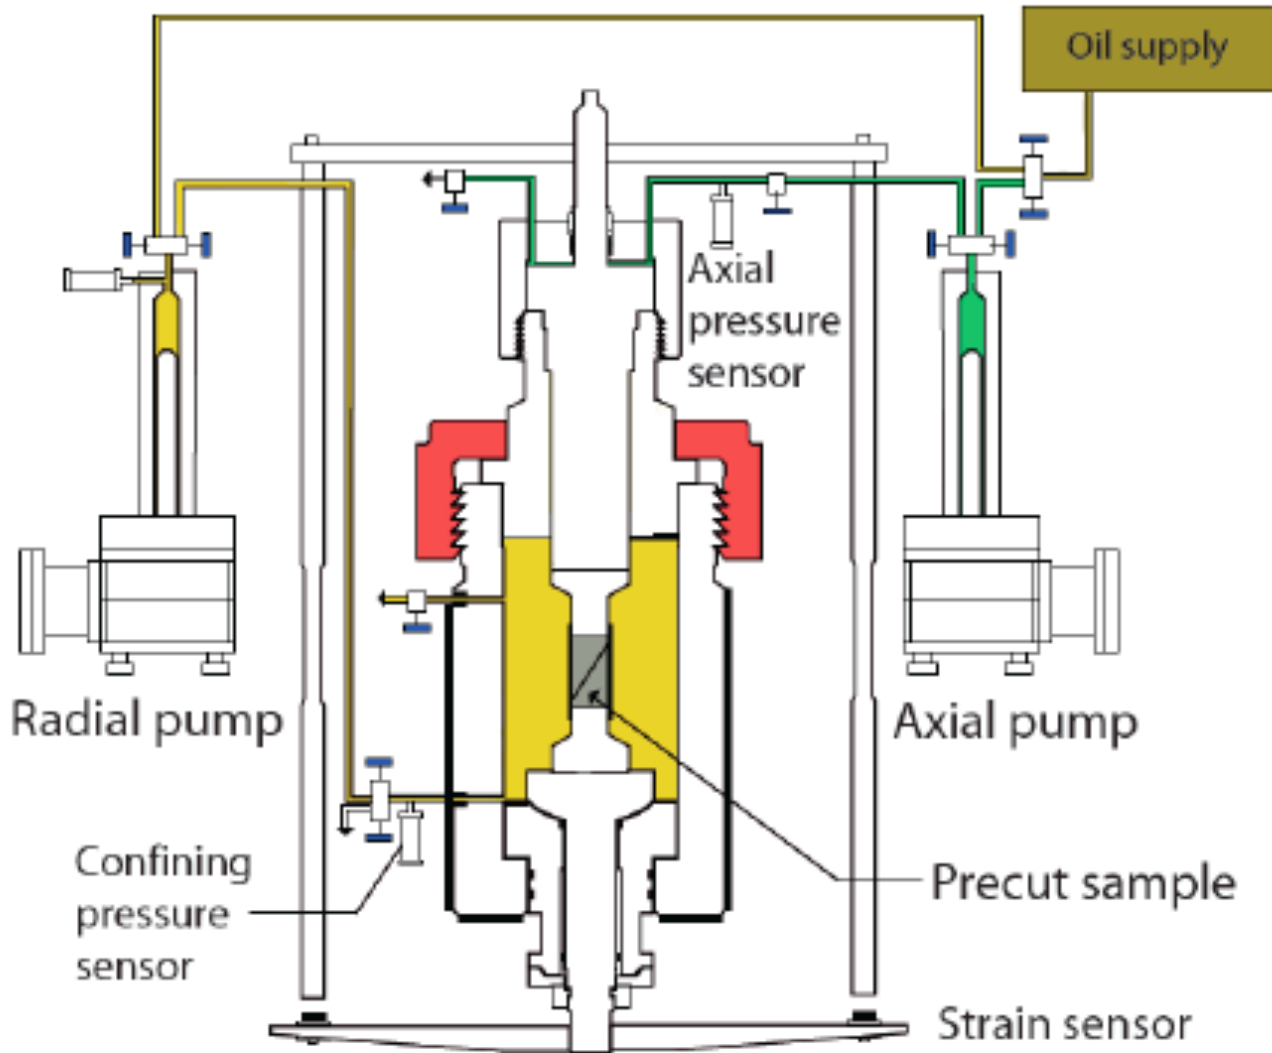 Oil supply
Axial
pressure
sensor
Radial pump
Axial pump
Confining
pressure
sensor
Precut sample
Strain sensor